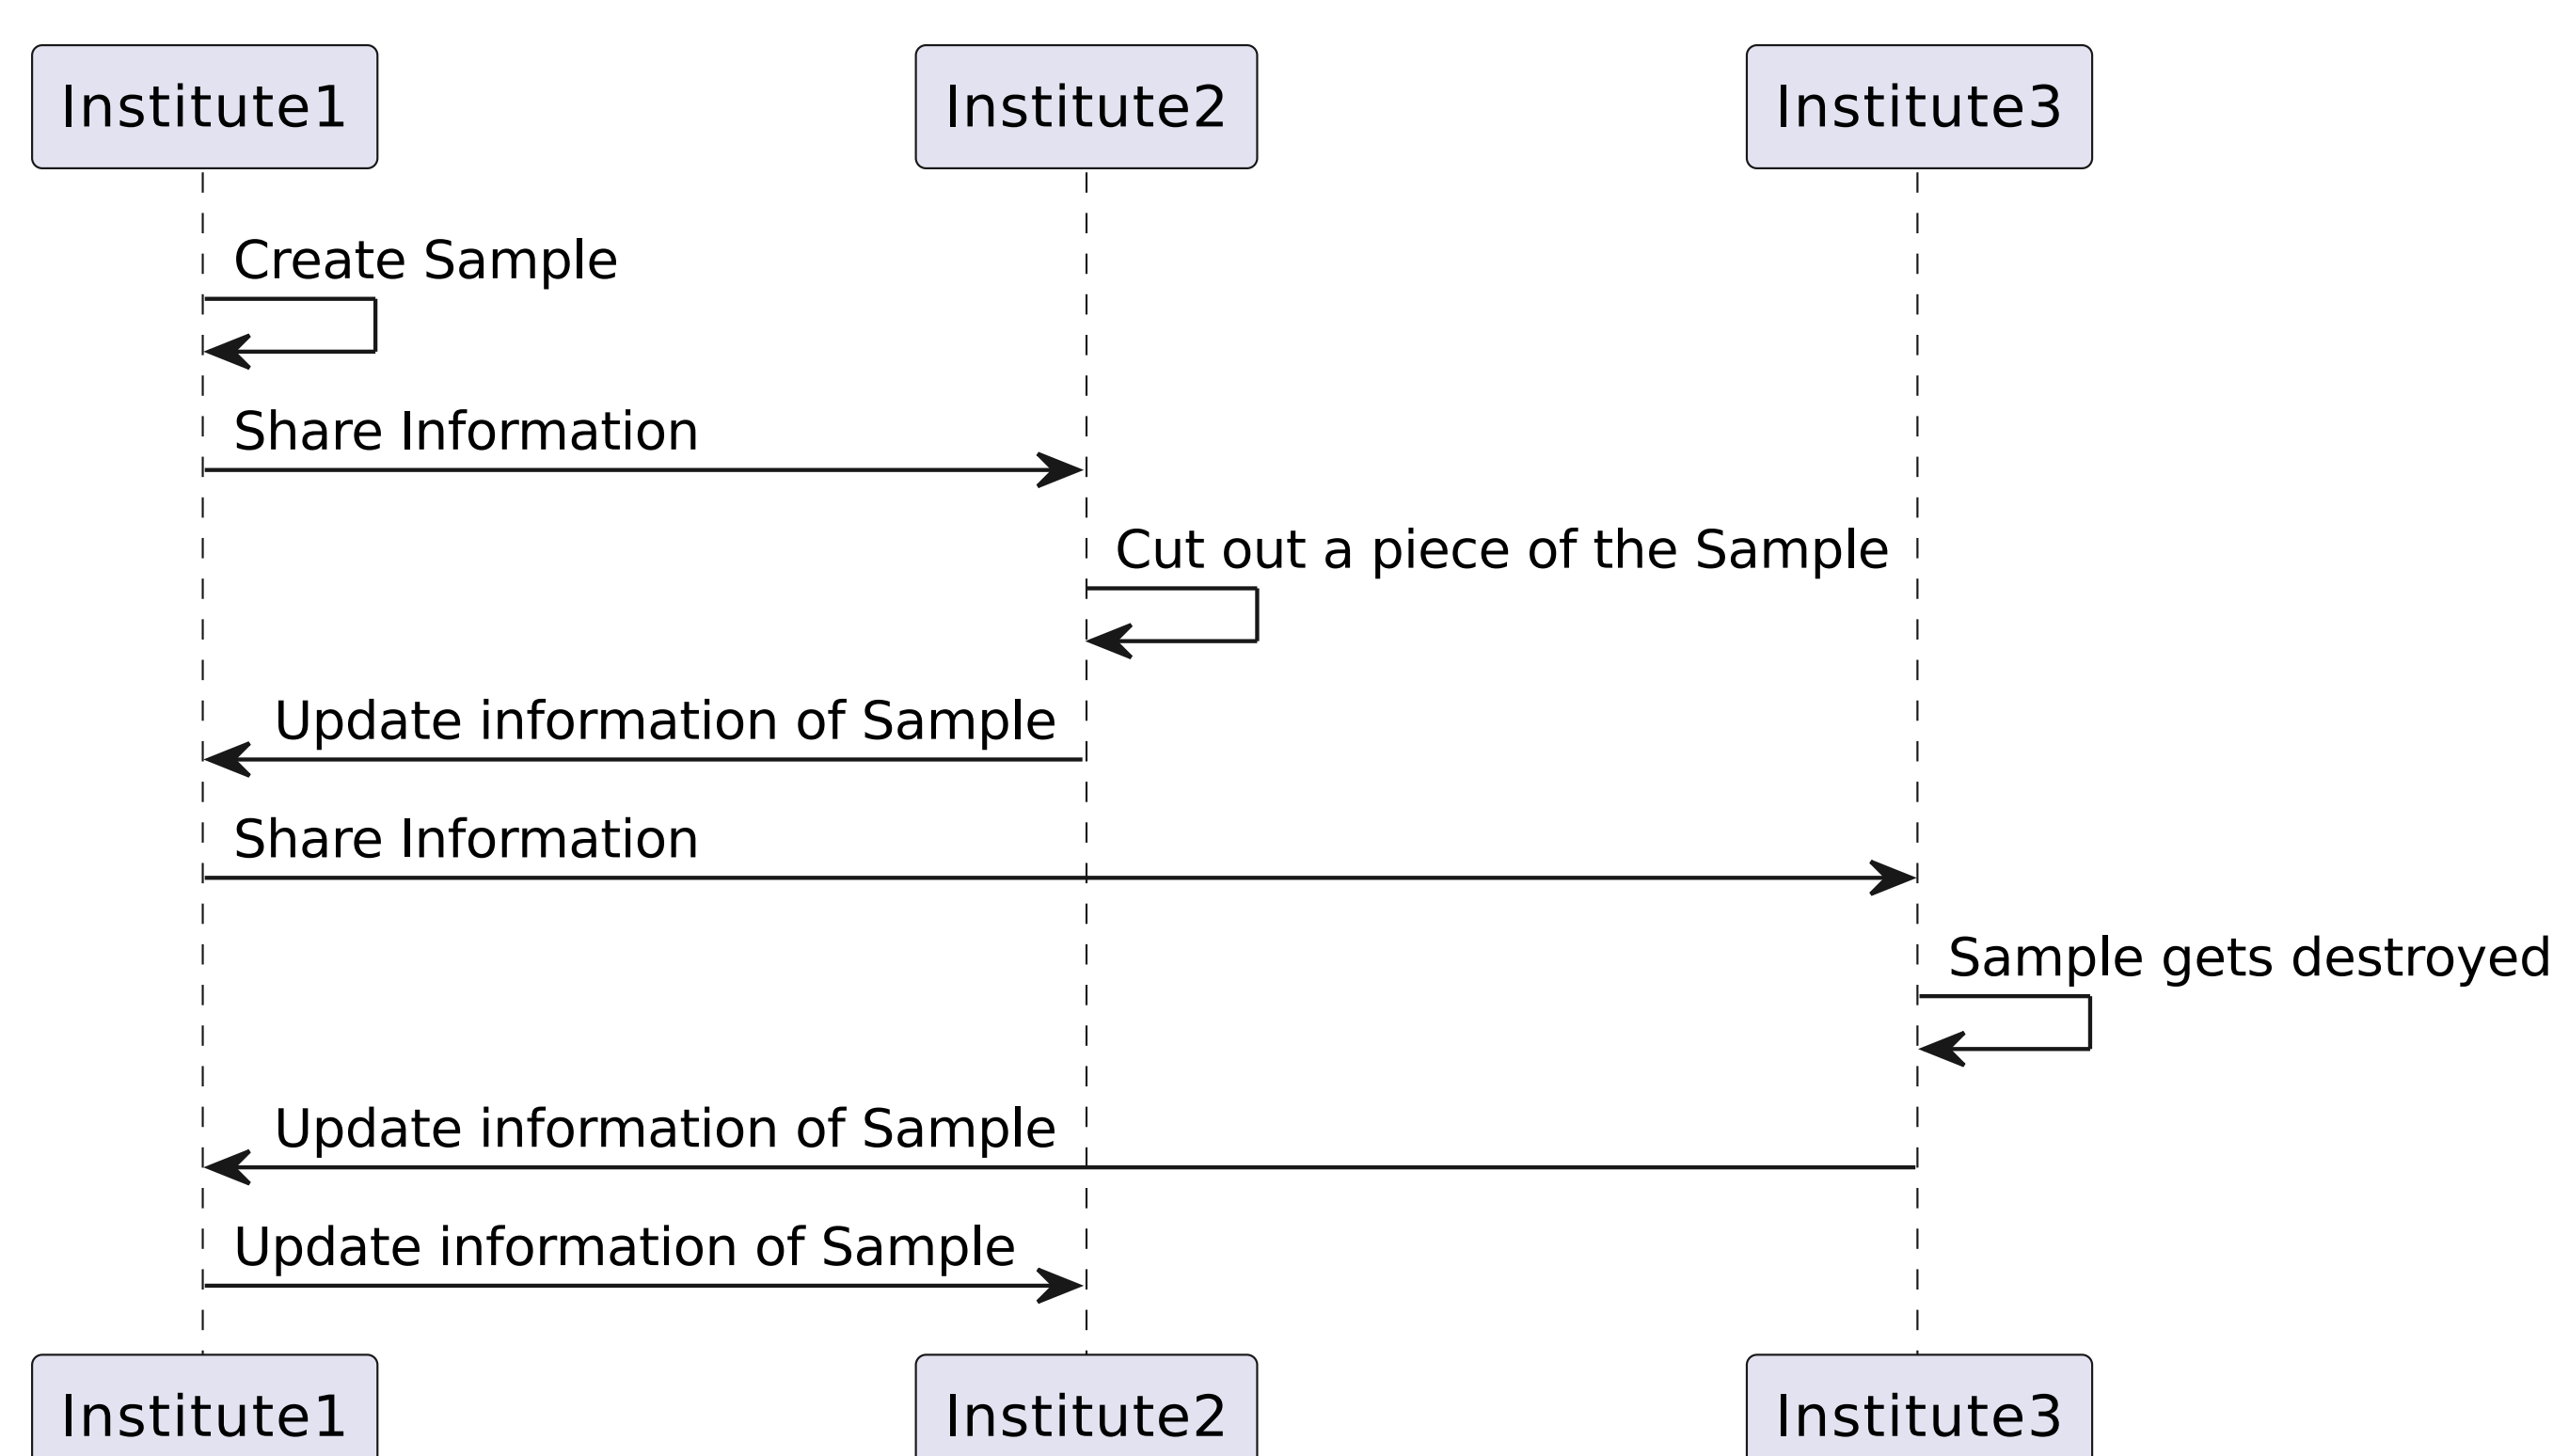 Institute1
Institute2
Institute3
Create Sample
Share Information
Cut out a piece of the Sample
Update information of Sample
Share Information
Sample gets destroyed
Update information of Sample
Update information of Sample
Institute1
Institute2
Institute3